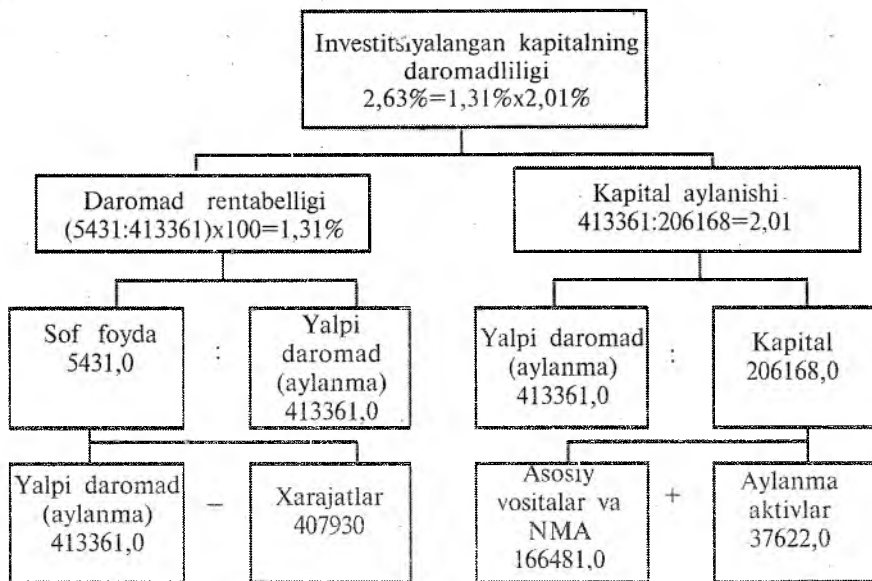 Investitsiyalangan kapitalning
daromadliligi
2,63%=1,31%x2,01%
Daromad rentabelligi
(5431:413361)x100=1,31%
Kapital aylanishi
413361:206168=2,01
Sof foyda
5431,0
:
Yalpi
daromad
(aylanma)
413361,0
Yalpi daromad
(aylanma)
413361,0
:
Kapital
206168,0
Yalpi daromad
(aylanma)
413361,0
–
Xarajatlar
407930
Asosiy
vositalar va
NMA
166481,0
+
Aylanma
aktivlar
37622,0